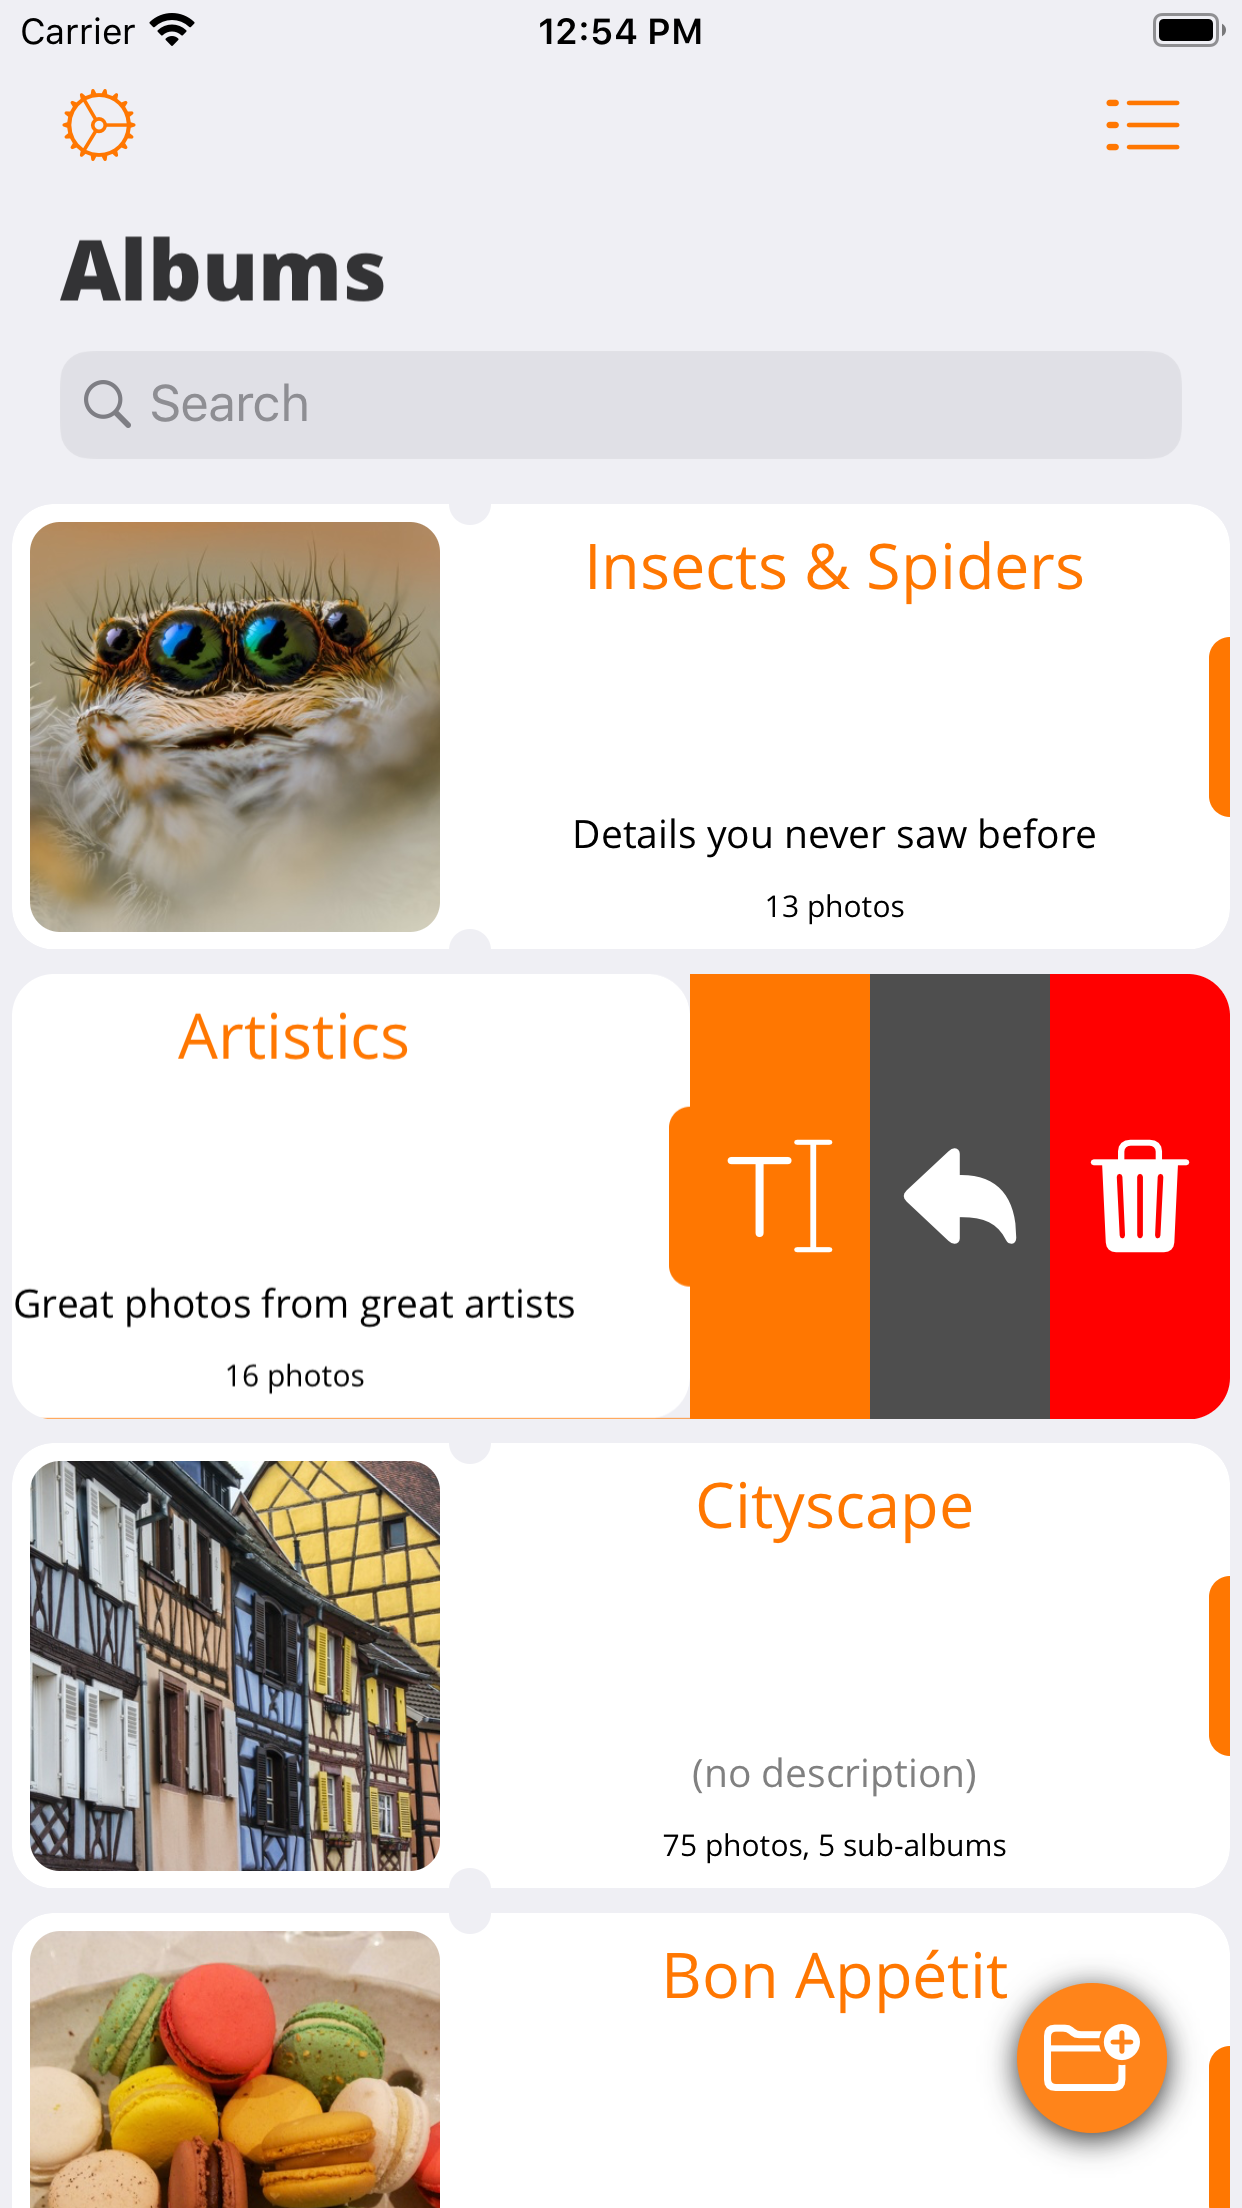 Carrier 12:54 PM
Albums
Search
Insects & Spiders
Details you never saw before
13 photos
Artistics
Great photos from great artists
16 photos
Cityscape
(no description)
75 photos, 5 sub-albums
Bon Appétit